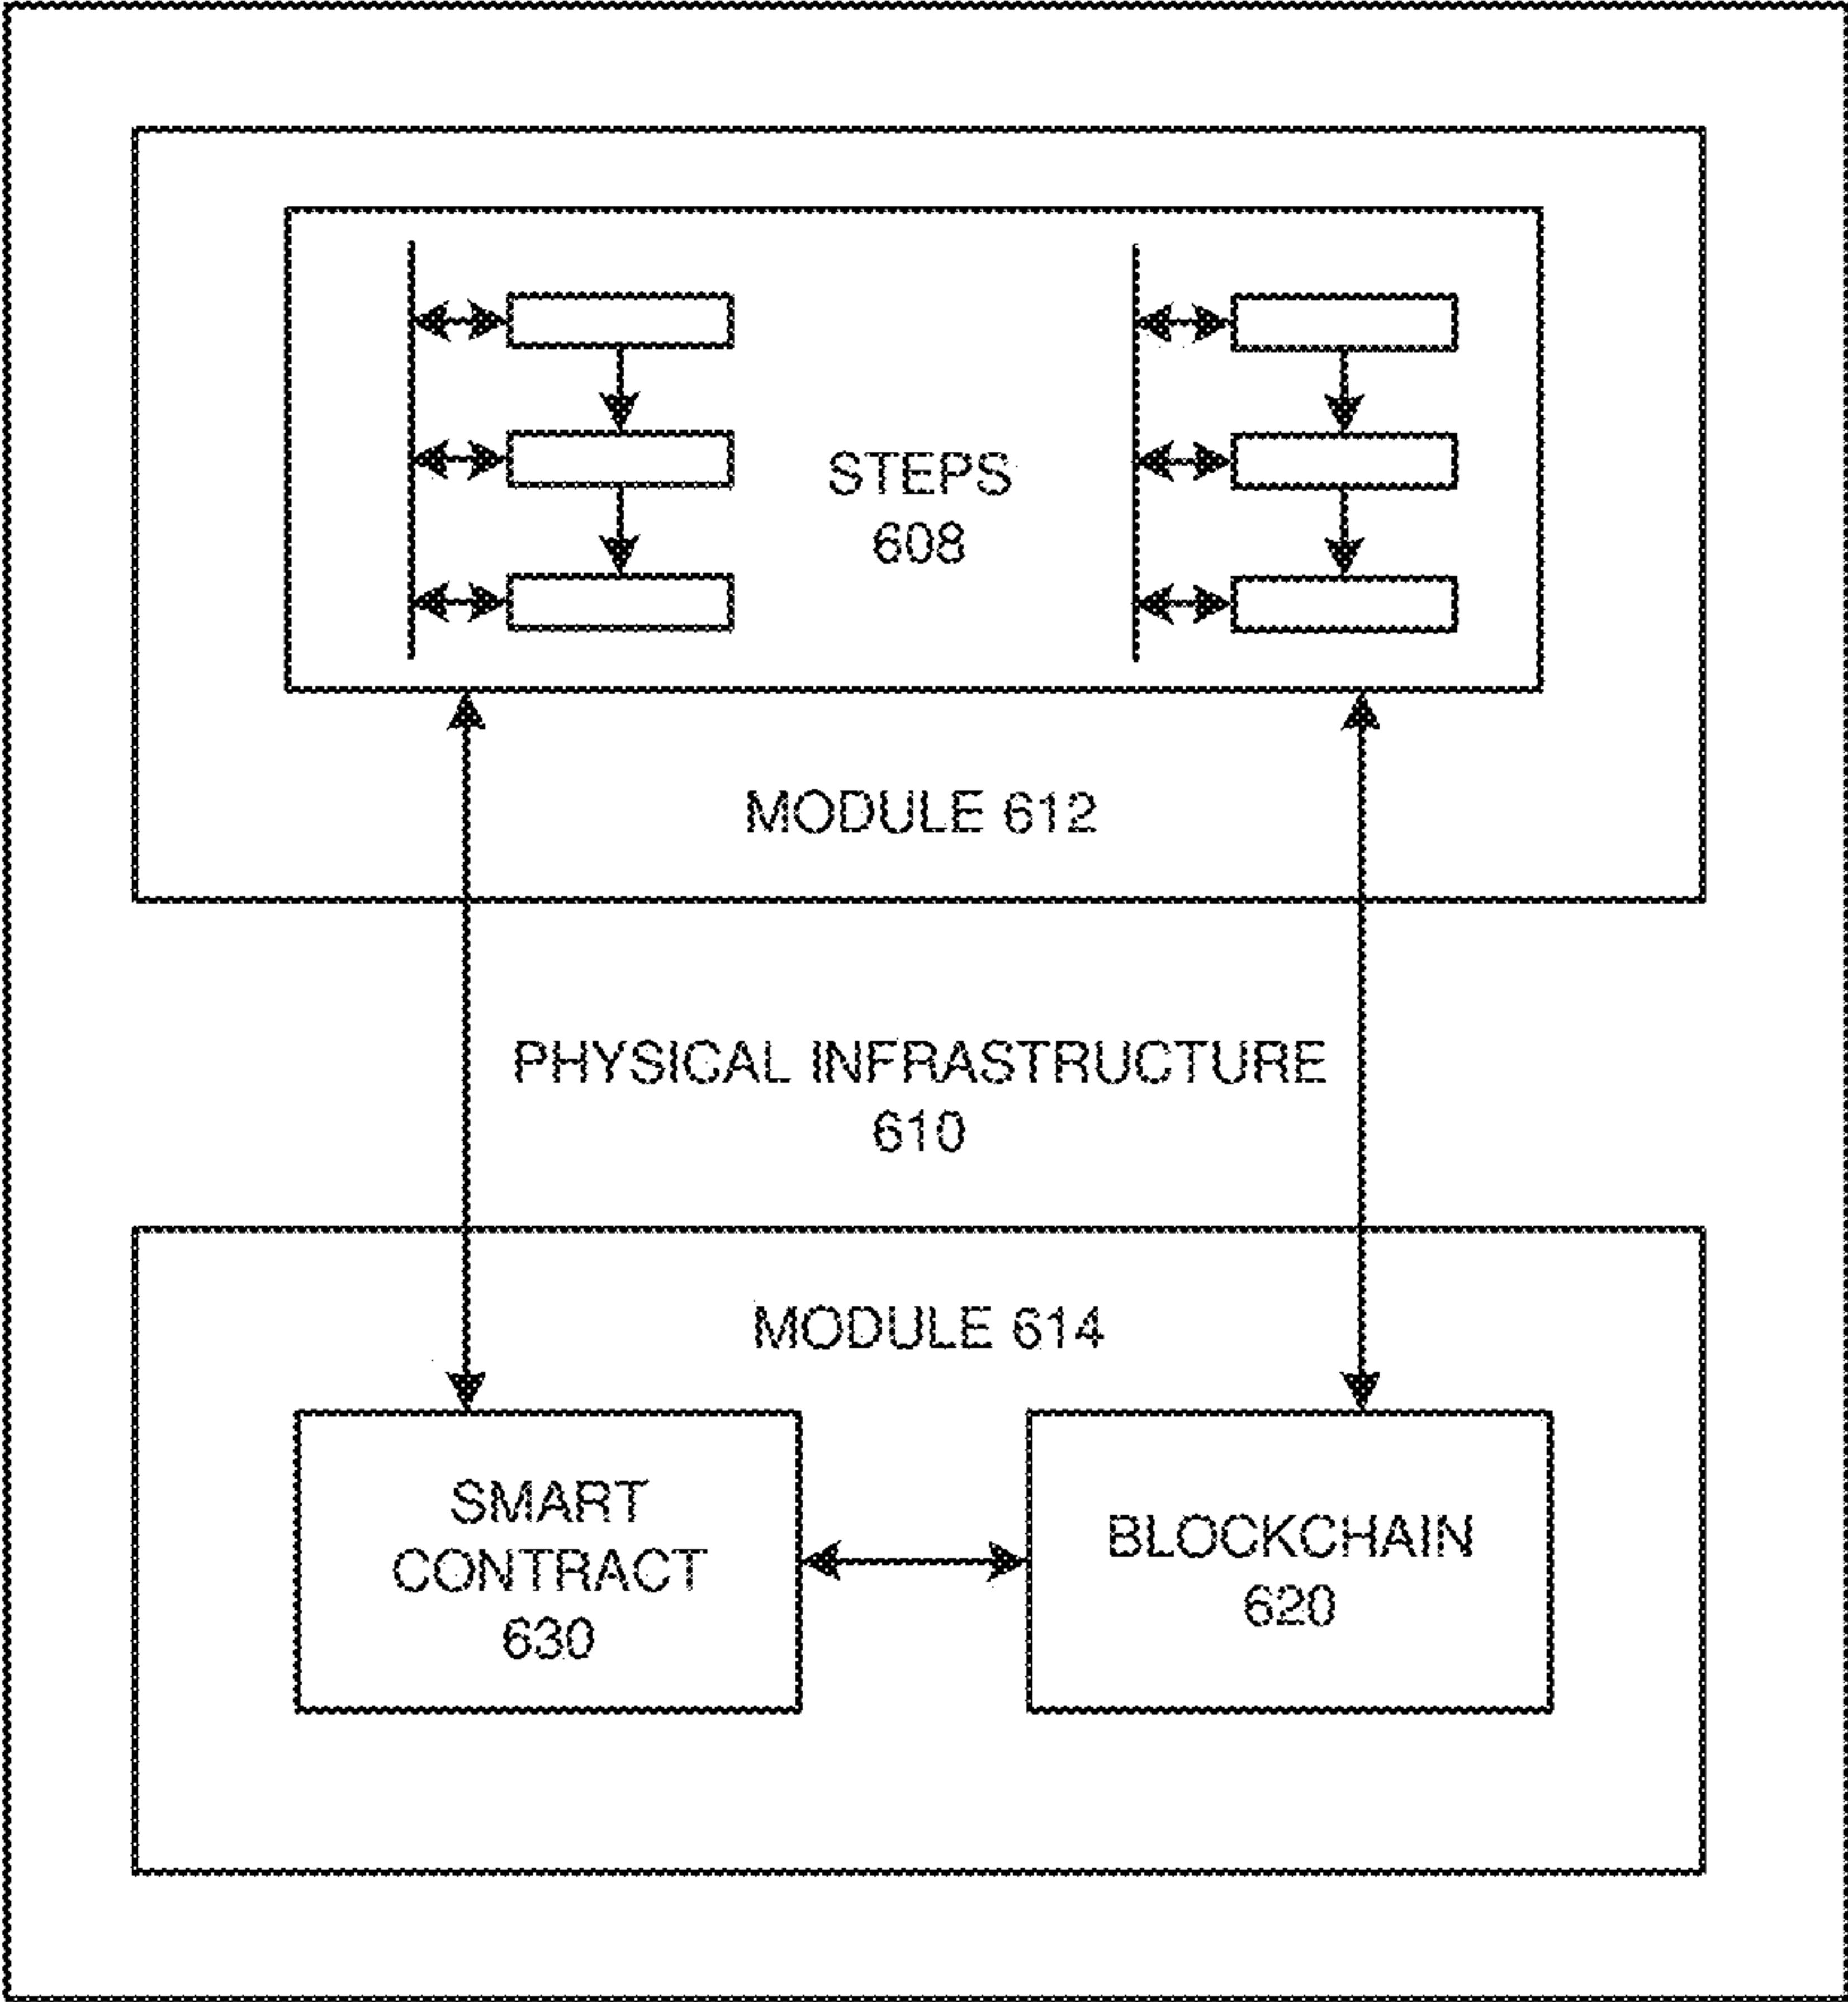 STEPS
608
MODULE 612
PHYSICAL INFRASTRUCTURE
610
MODULE 614
SMART
CONTRACT
630
BLOCKCHAIN
620